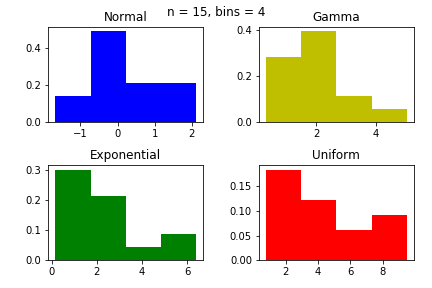 n = 15, bins = 4
Normal
Gamma
0.4
0.2
0.0
−1 0 1 2
0.4
0.2
0.0
2 4
Exponential
Uniform
0.3
0.2
0.1
0.0
0 2 4 6
0.15
0.10
0.05
0.00
2 4 6 8